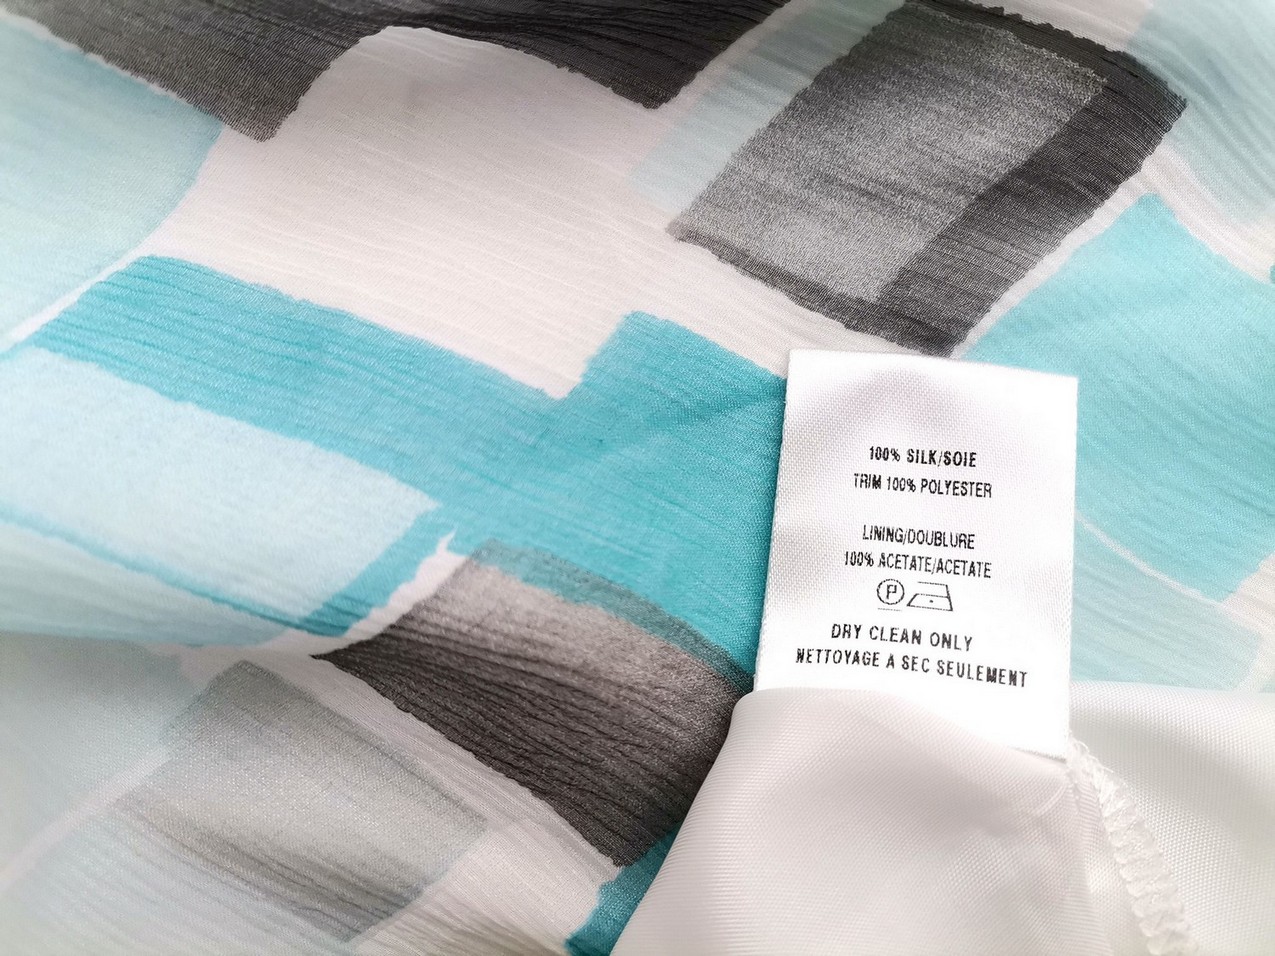 100% SILK/SOIE
TRIM 100% POLYESTER
LINING/DOUBLURE
100% ACETATE/ACETATE
P
DRY CLEAN ONLY
NETTOYAGE A SEC SEULEMENT